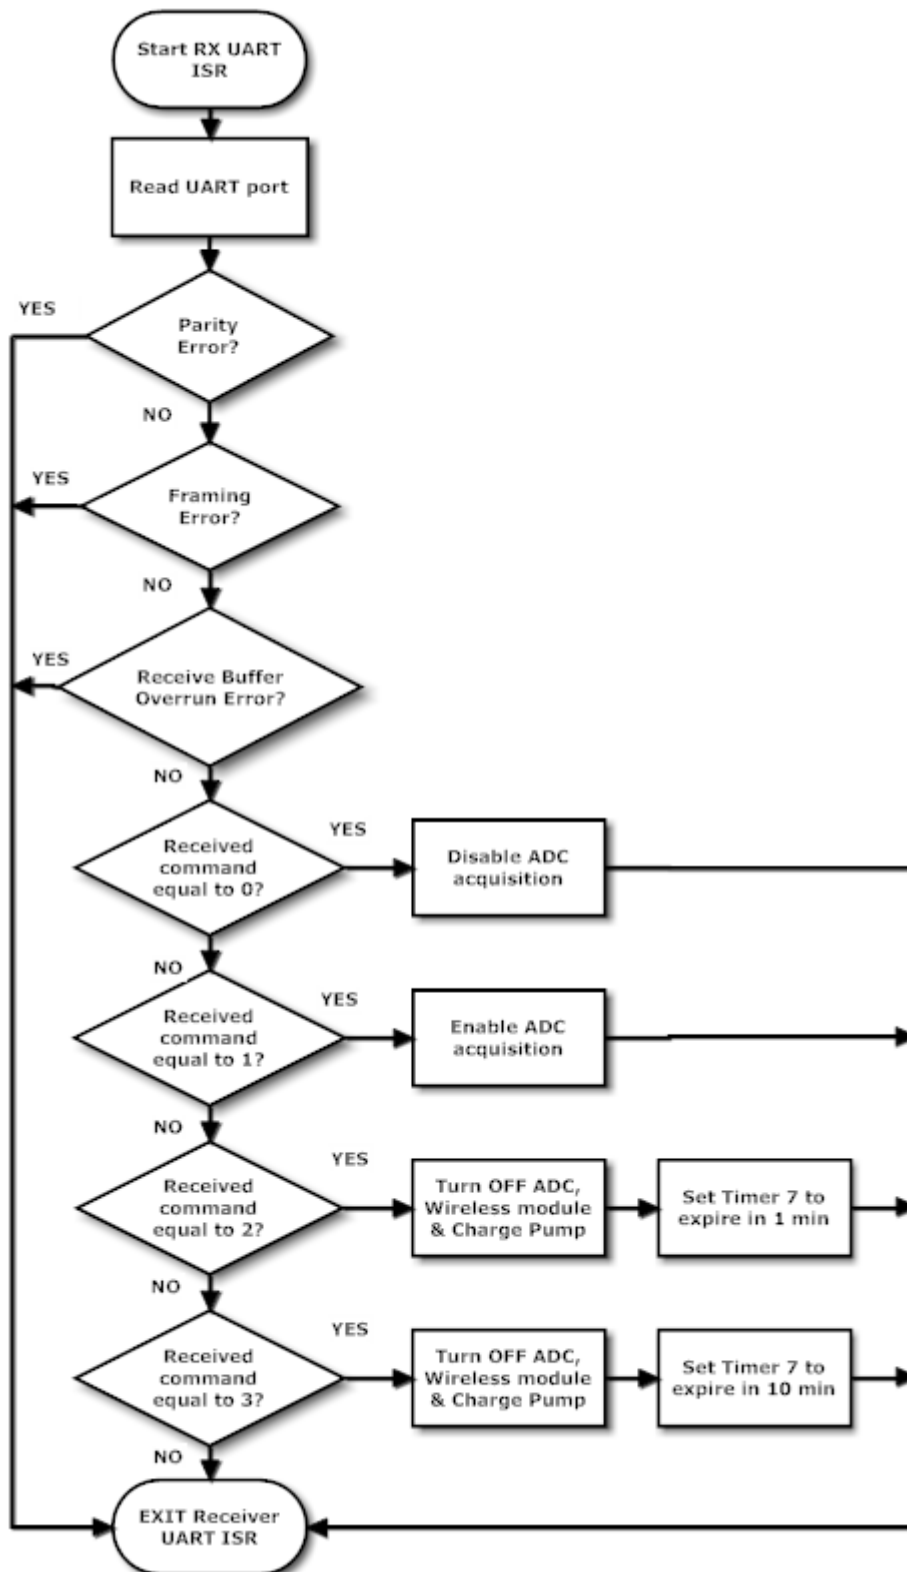 Start RX UART
ISR
Read UART port
YES
Parity
Error?
NO
YES
Framing
Error?
NO
YES
Receive Buffer
Overrun Error?
NO
Received
command
equal to 0?
YES
Disable ADC
acquisition
NO
Received
command
equal to 1?
YES
Enable ADC
acquisition
NO
Received
command
equal to 2?
YES
Turn OFF ADC,
Wireless module
& Charge Pump
Set Timer 7 to
expire in 1 min
NO
Received
command
equal to 3?
YES
Turn OFF ADC,
Wireless module
& Charge Pump
Set Timer 7 to
expire in 10 min
NO
EXIT Receiver
UART ISR